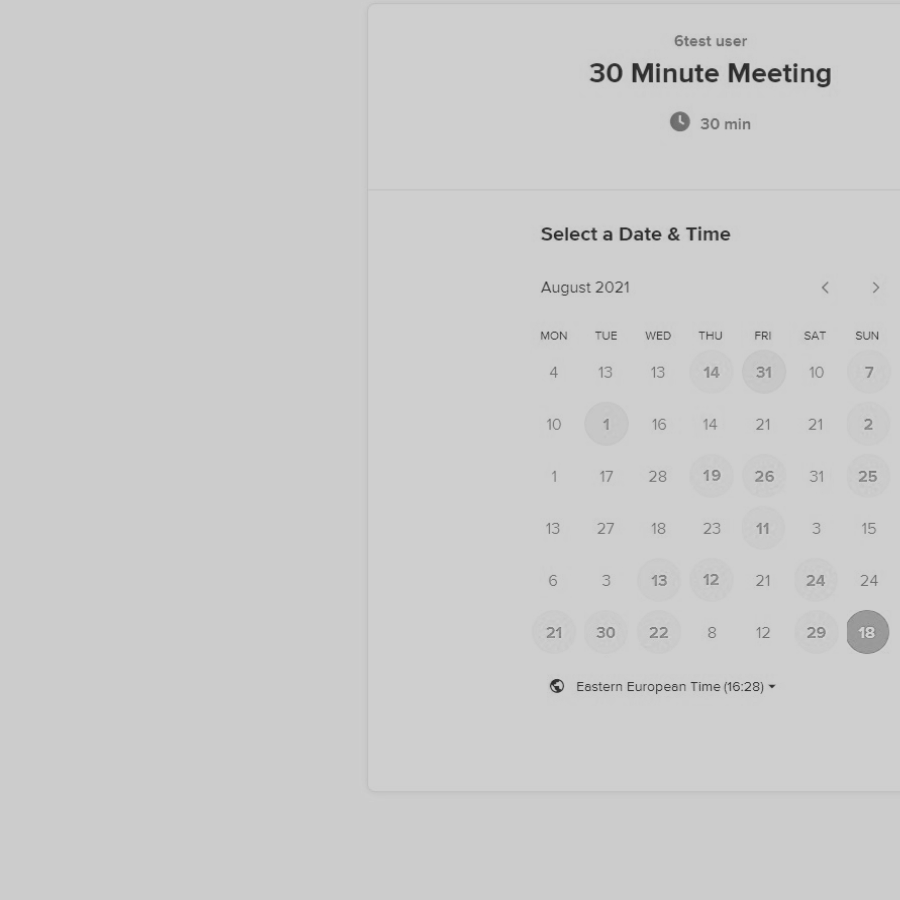 6test user
30 Minute Meeting
30 min
Select a Date & Time
August 2021
MON TUE WED THU FRI SAT SUN
4 13 13 14 31 10 7
10 1 16 14 21 21 2
1 17 28 19 26 31 25
13 27 18 23 11 3 15
6 3 13 12 21 24 24
21 30 22 8 12 29 18
Eastern European Time (16:28)